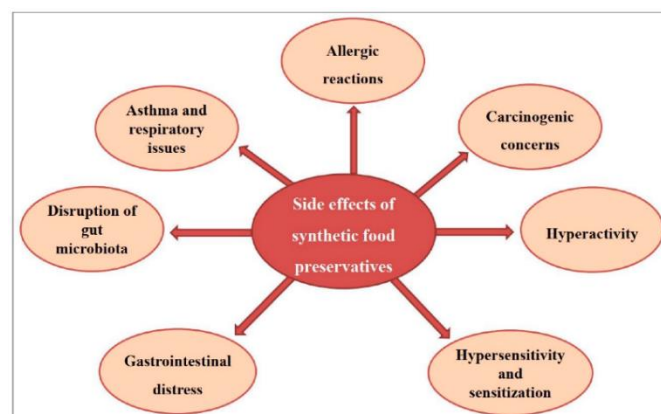 Allergic
reactions
Asthma and
respiratory
issues
Carcinogenic
concerns
Side effects of
synthetic food
preservatives
Disruption of
gut
microbiota
Hyperactivity
Gastrointestinal
distress
Hypersensitivity
and
sensitization